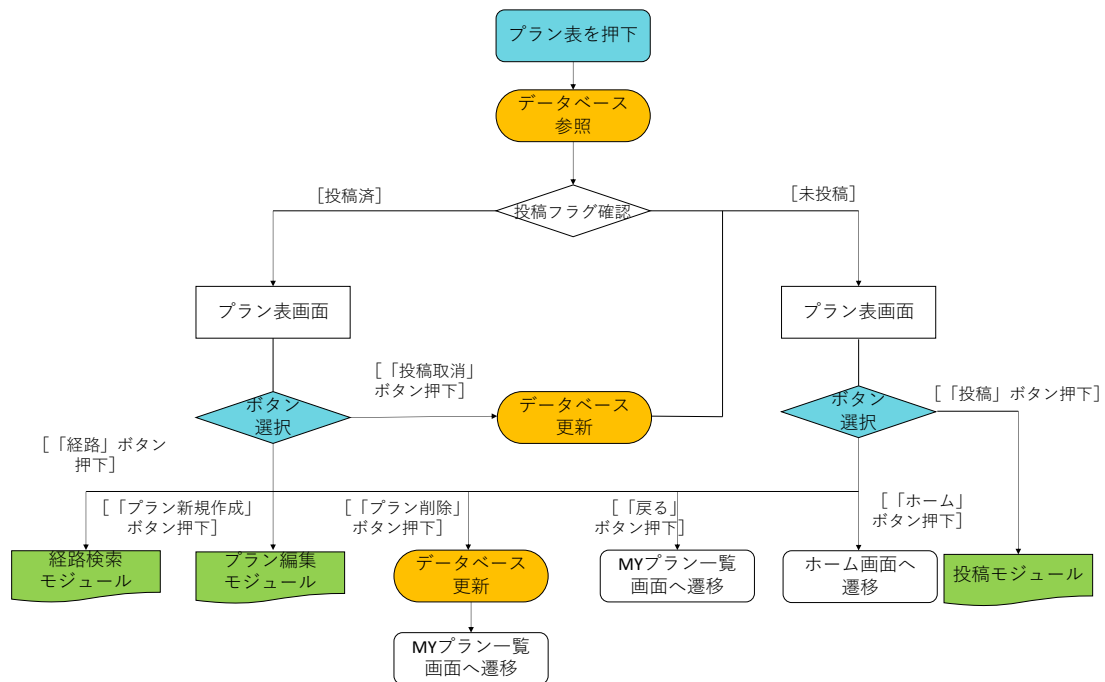 プラン表を押下
データベース
参照
[投稿済]
投稿フラグ確認
[未投稿]
プラン表画面
プラン表画面
[「投稿取消」
ボタン押下]
ボタン
選択
データベース
更新
ボタン
選択
[「投稿」ボタン押下]
[「経路」ボタン
押下]
[「プラン新規作成」
ボタン押下]
[「プラン削除」
ボタン押下]
[「戻る」
ボタン押下]
[「ホーム」
ボタン押下]
経路検索
モジュール
プラン編集
モジュール
データベース
更新
MYプラン一覧
画面へ遷移
ホーム画面へ
遷移
投稿モジュール
MYプラン一覧
画面へ遷移